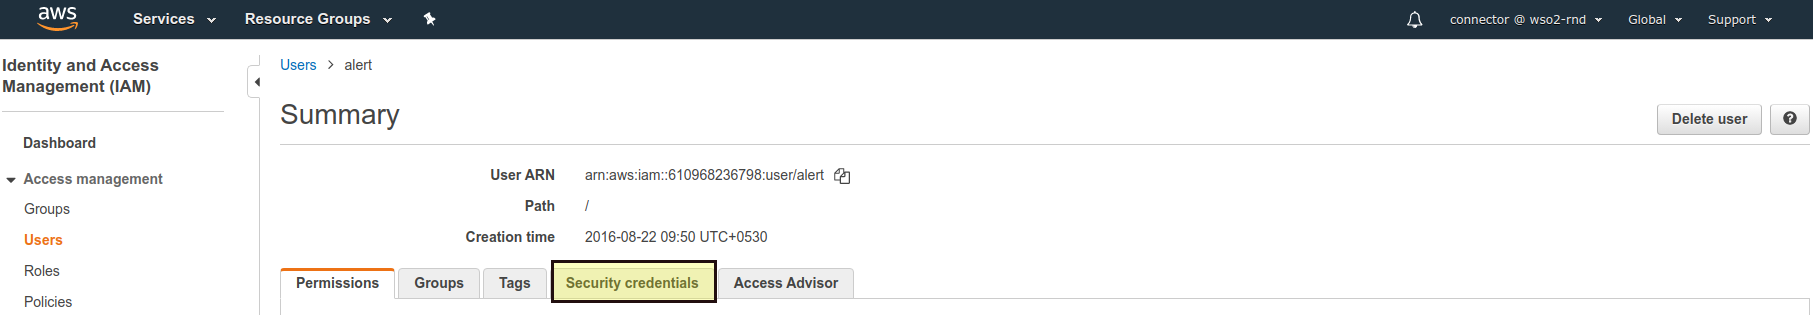 aws Services Resource Groups connector @ wso2-rnd Global Support
Identity and Access
Management (IAM)
Dashboard
Access management
Groups
Users
Roles
Policies
Users > alert
Summary
Delete user ?
User ARN arn:aws:iam::610968236798:user/alert
Path /
Creation time 2016-08-22 09:50 UTC+0530
Permissions Groups Tags Security credentials Access Advisor